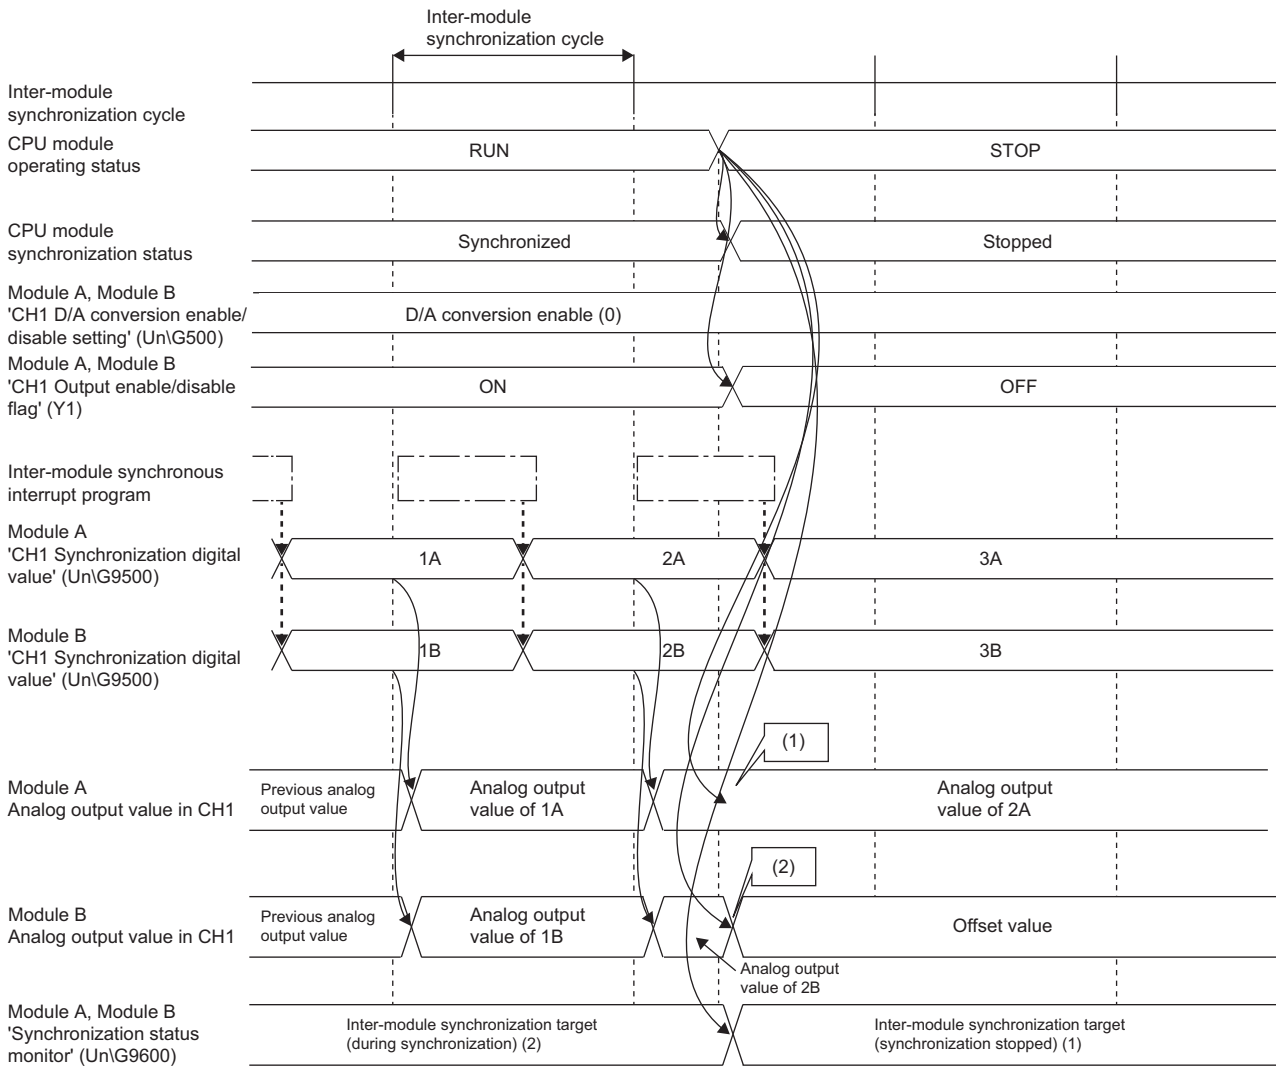 Inter-module
synchronization cycle
Inter-module
synchronization cycle
CPU module
operating status
RUN
STOP
CPU module
synchronization status
Synchronized
Stopped
Module A, Module B
'CH1 D/A conversion enable/
disable setting' (Un\G500)
D/A conversion enable (0)
Module A, Module B
'CH1 Output enable/disable
flag' (Y1)
ON
OFF
Inter-module synchronous
interrupt program
Module A
'CH1 Synchronization digital
value' (Un\G9500)
1A
2A
3A
Module B
'CH1 Synchronization digital
value' (Un\G9500)
1B
2B
3B
(1)
Module A
Analog output value in CH1
Previous analog
output value
Analog output
value of 1A
Analog output
value of 2A
(2)
Module B
Analog output value in CH1
Previous analog
output value
Analog output
value of 1B
Offset value
Analog output
value of 2B
Module A, Module B
'Synchronization status
monitor' (Un\G9600)
Inter-module synchronization target
(during synchronization) (2)
Inter-module synchronization target
(synchronization stopped) (1)